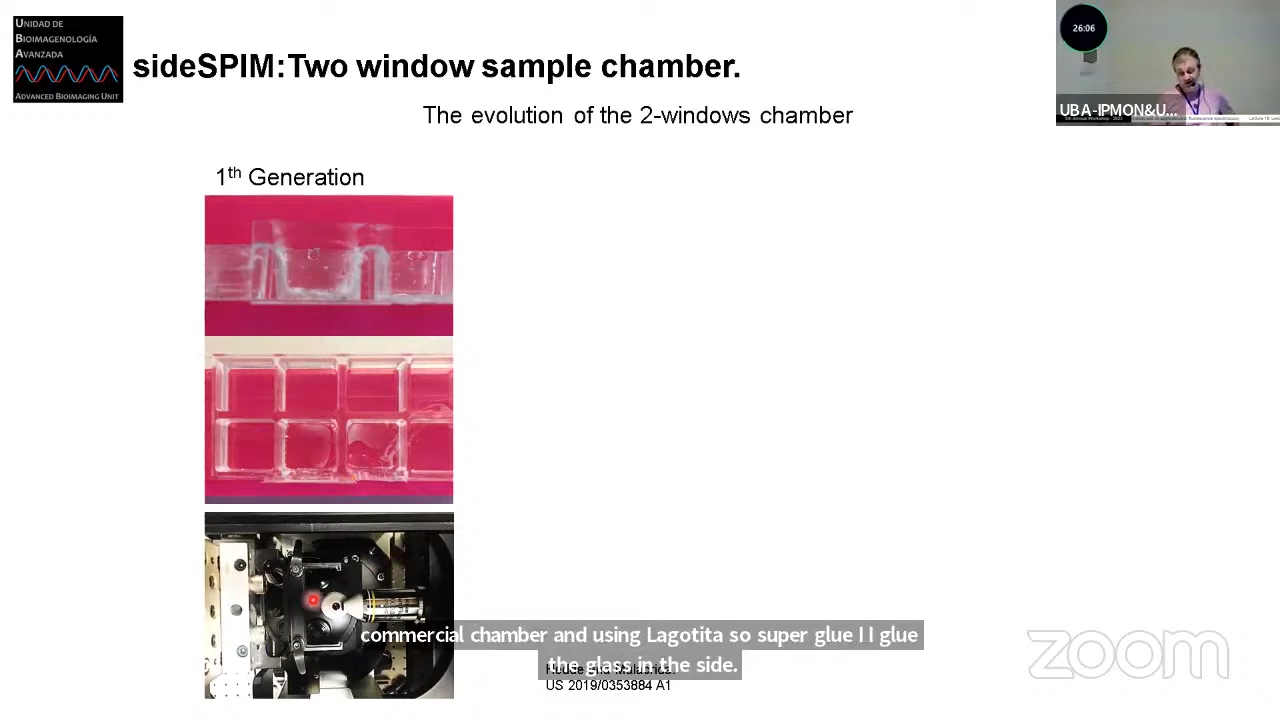 UNIDAD DE
BIOIMAGENOLOGÍA
AVANZADA
ADVANCED BIOIMAGING UNIT
sideSPIM:Two window sample chamber.
The evolution of the 2-windows chamber
26:06
UBA-IPMON&U...
1th Generation
commercial chamber and using Lagotita so super glue I I glue
the glass in the side.
US 2019/0353884 A1
zoom